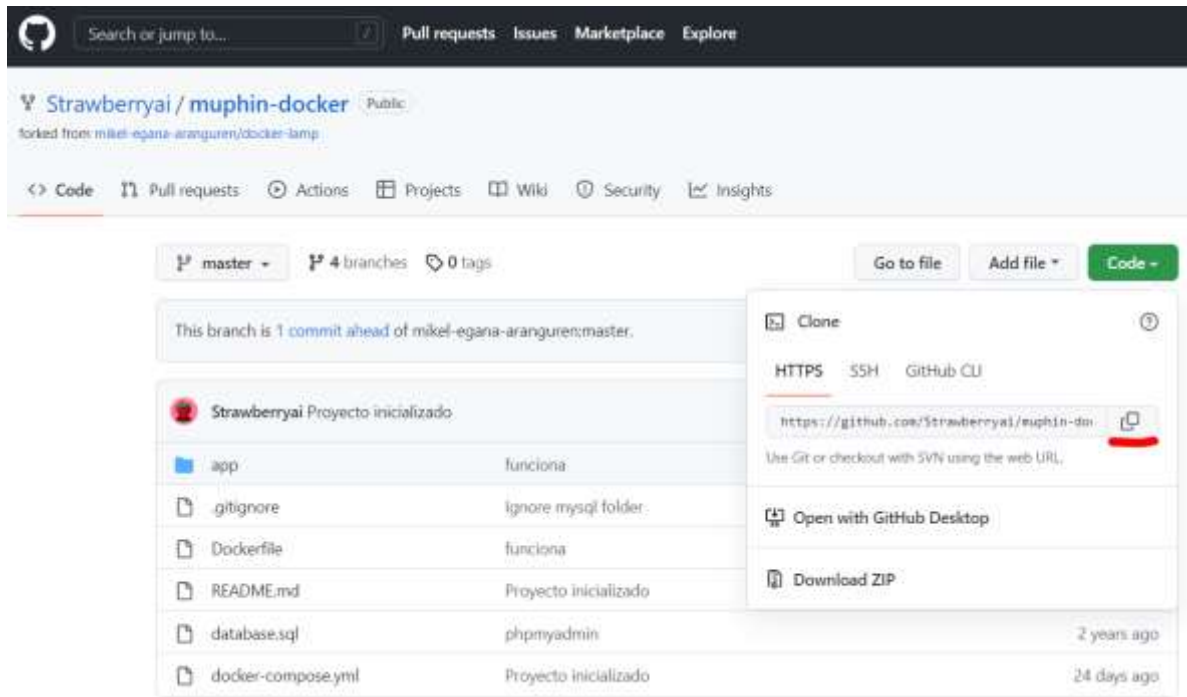 Search or jump to... / Pull requests Issues Marketplace Explore
Strawberryai / muphin-docker Public
forked from mikel-egana-aranguren/docker-lamp
<> Code Pull requests Actions Projects Wiki Security Insights
master 4 branches 0 tags Go to file Add file Code
This branch is 1 commit ahead of mikel-egana-aranguren:master.
Clone
HTTPS SSH GitHub CLI
https://github.com/Strawberryai/muphin-do
Use Git or checkout with SVN using the web URL.
Open with GitHub Desktop
Download ZIP
Strawberryai Proyecto inicializado
app funciona
.gitignore Ignore mysql folder
Dockerfile funciona
README.md Proyecto inicializado
database.sql phpmyadmin 2 years ago
docker-compose.yml Proyecto inicializado 24 days ago